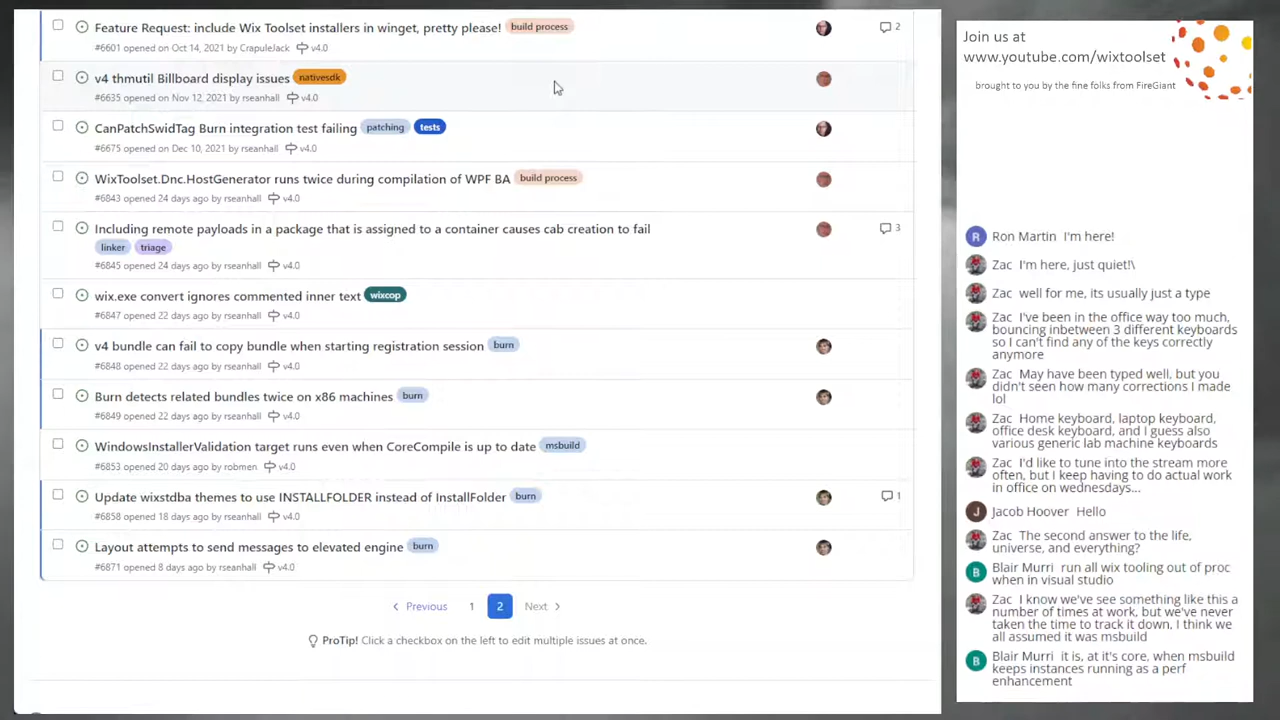 Feature Request: include Wix Toolset installers in winget, pretty please! build process 2
#6601 opened on Oct 14, 2021 by CrapuleJack v4.0
v4 thmutil Billboard display issues nativesdk
#6635 opened on Nov 12, 2021 by rseanhall v4.0
CanPatchSwidTag Burn integration test failing patching tests
#6675 opened on Dec 10, 2021 by rseanhall v4.0
WixToolset.Dnc.HostGenerator runs twice during compilation of WPF BA build process
#6843 opened 24 days ago by rseanhall v4.0
Including remote payloads in a package that is assigned to a container causes cab creation to fail 3
linker triage
#6845 opened 24 days ago by rseanhall v4.0
wix.exe convert ignores commented inner text wixcop
#6847 opened 22 days ago by rseanhall v4.0
v4 bundle can fail to copy bundle when starting registration session burn
#6848 opened 22 days ago by rseanhall v4.0
Burn detects related bundles twice on x86 machines burn
#6849 opened 22 days ago by rseanhall v4.0
WindowsInstallerValidation target runs even when CoreCompile is up to date msbuild
#6853 opened 20 days ago by robmen v4.0
Update wixstdba themes to use INSTALLFOLDER instead of InstallFolder burn 1
#6858 opened 18 days ago by rseanhall v4.0
Layout attempts to send messages to elevated engine burn
#6871 opened 8 days ago by rseanhall v4.0
Previous 1 2 Next
ProTip! Click a checkbox on the left to edit multiple issues at once.
Join us at
www.youtube.com/wixtoolset
brought to you by the fine folks from FireGiant
R Ron Martin I'm here!
Zac I'm here, just quiet!\
Zac well for me, its usually just a type
Zac I've been in the office way too much,
bouncing inbetween 3 different keyboards
so I can't find any of the keys correctly
anymore
Zac May have been typed well, but you
didn't seen how many corrections I made
lol
Zac Home keyboard, laptop keyboard,
office desk keyboard, and I guess also
various generic lab machine keyboards
Zac I'd like to tune into the stream more
often, but I keep having to do actual work
in office on wednesdays...
J Jacob Hoover Hello
Zac The second answer to the life,
universe, and everything?
B Blair Murri run all wix tooling out of proc
when in visual studio
Zac I know we've see something like this a
number of times at work, but we've never
taken the time to track it down, I think we
all assumed it was msbuild
B Blair Murri it is, at it's core, when msbuild
keeps instances running as a perf
enhancement